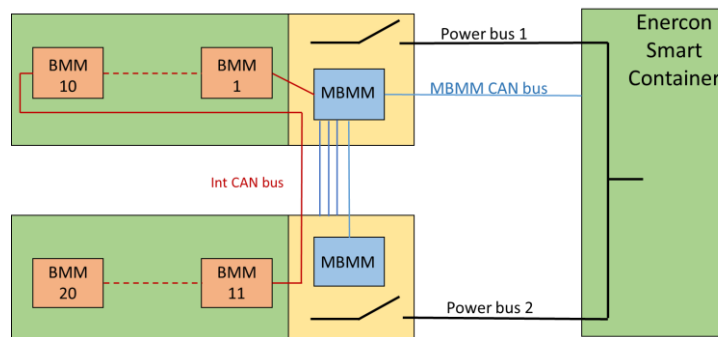 Power bus 1
Enercon
Smart
Container
BMM
10
BMM
1
MBMM
MBMM CAN bus
Int CAN bus
BMM
20
BMM
11
MBMM
Power bus 2